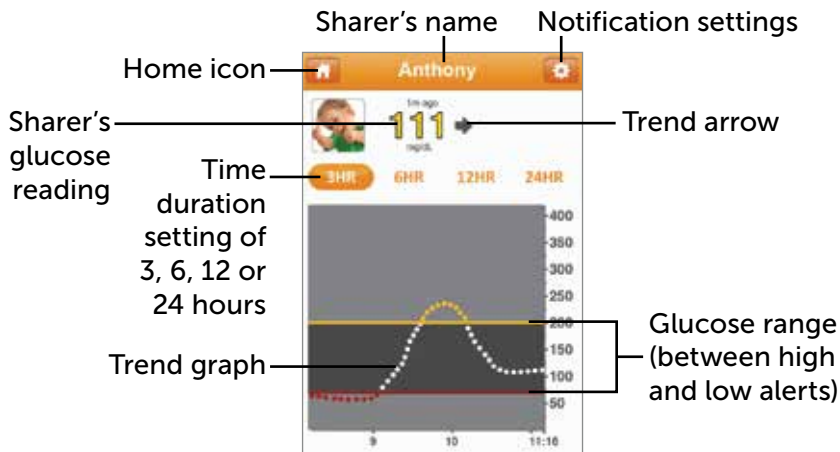 Sharer's name
Notification settings
Home icon
Anthony
Sharer's
glucose
reading
1m ago
111
mg/dL
Trend arrow
Time
duration
setting of
3, 6, 12 or
24 hours
3HR 6HR 12HR 24HR
400
350
300
250
200
150
100
50
Trend graph
Glucose range
(between high
and low alerts)
9 10 11:16